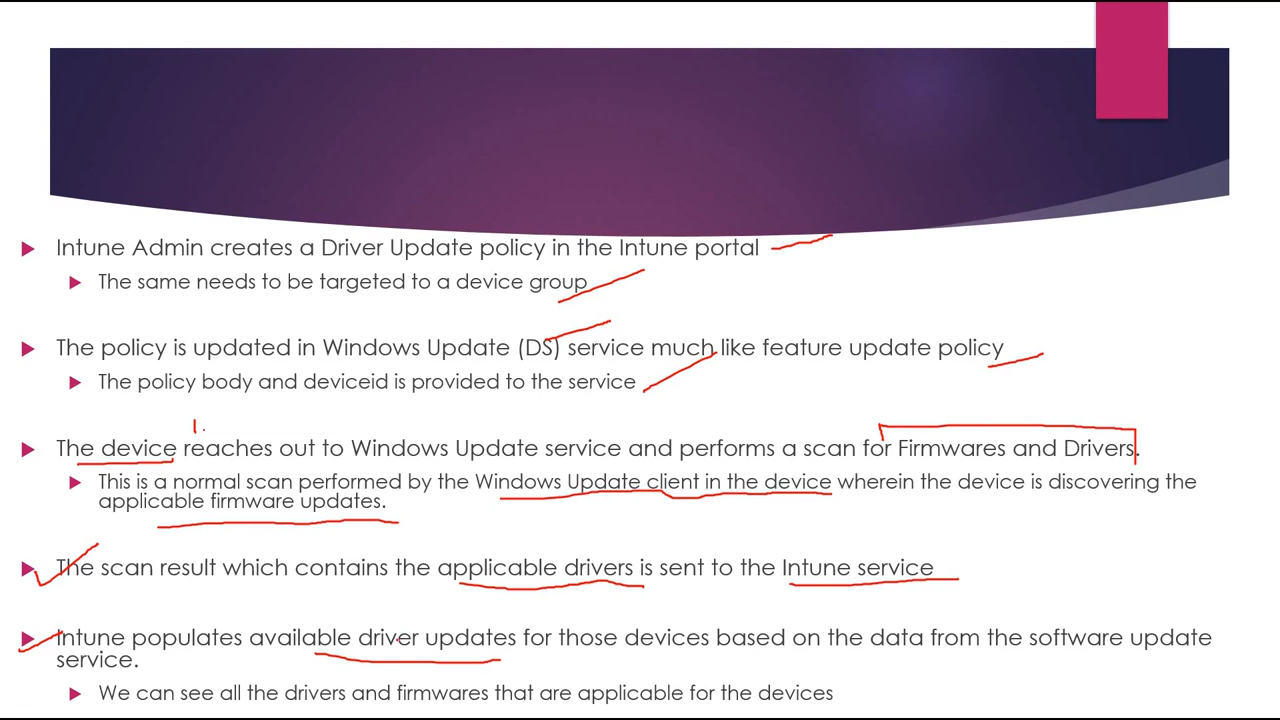 Intune Admin creates a Driver Update policy in the Intune portal
The same needs to be targeted to a device group
The policy is updated in Windows Update (DS) service much like feature update policy
The policy body and deviceid is provided to the service
1.
The device reaches out to Windows Update service and performs a scan for Firmwares and Drivers.
This is a normal scan performed by the Windows Update client in the device wherein the device is discovering the
applicable firmware updates.
The scan result which contains the applicable drivers is sent to the Intune service
Intune populates available driver updates for those devices based on the data from the software update
service.
We can see all the drivers and firmwares that are applicable for the devices